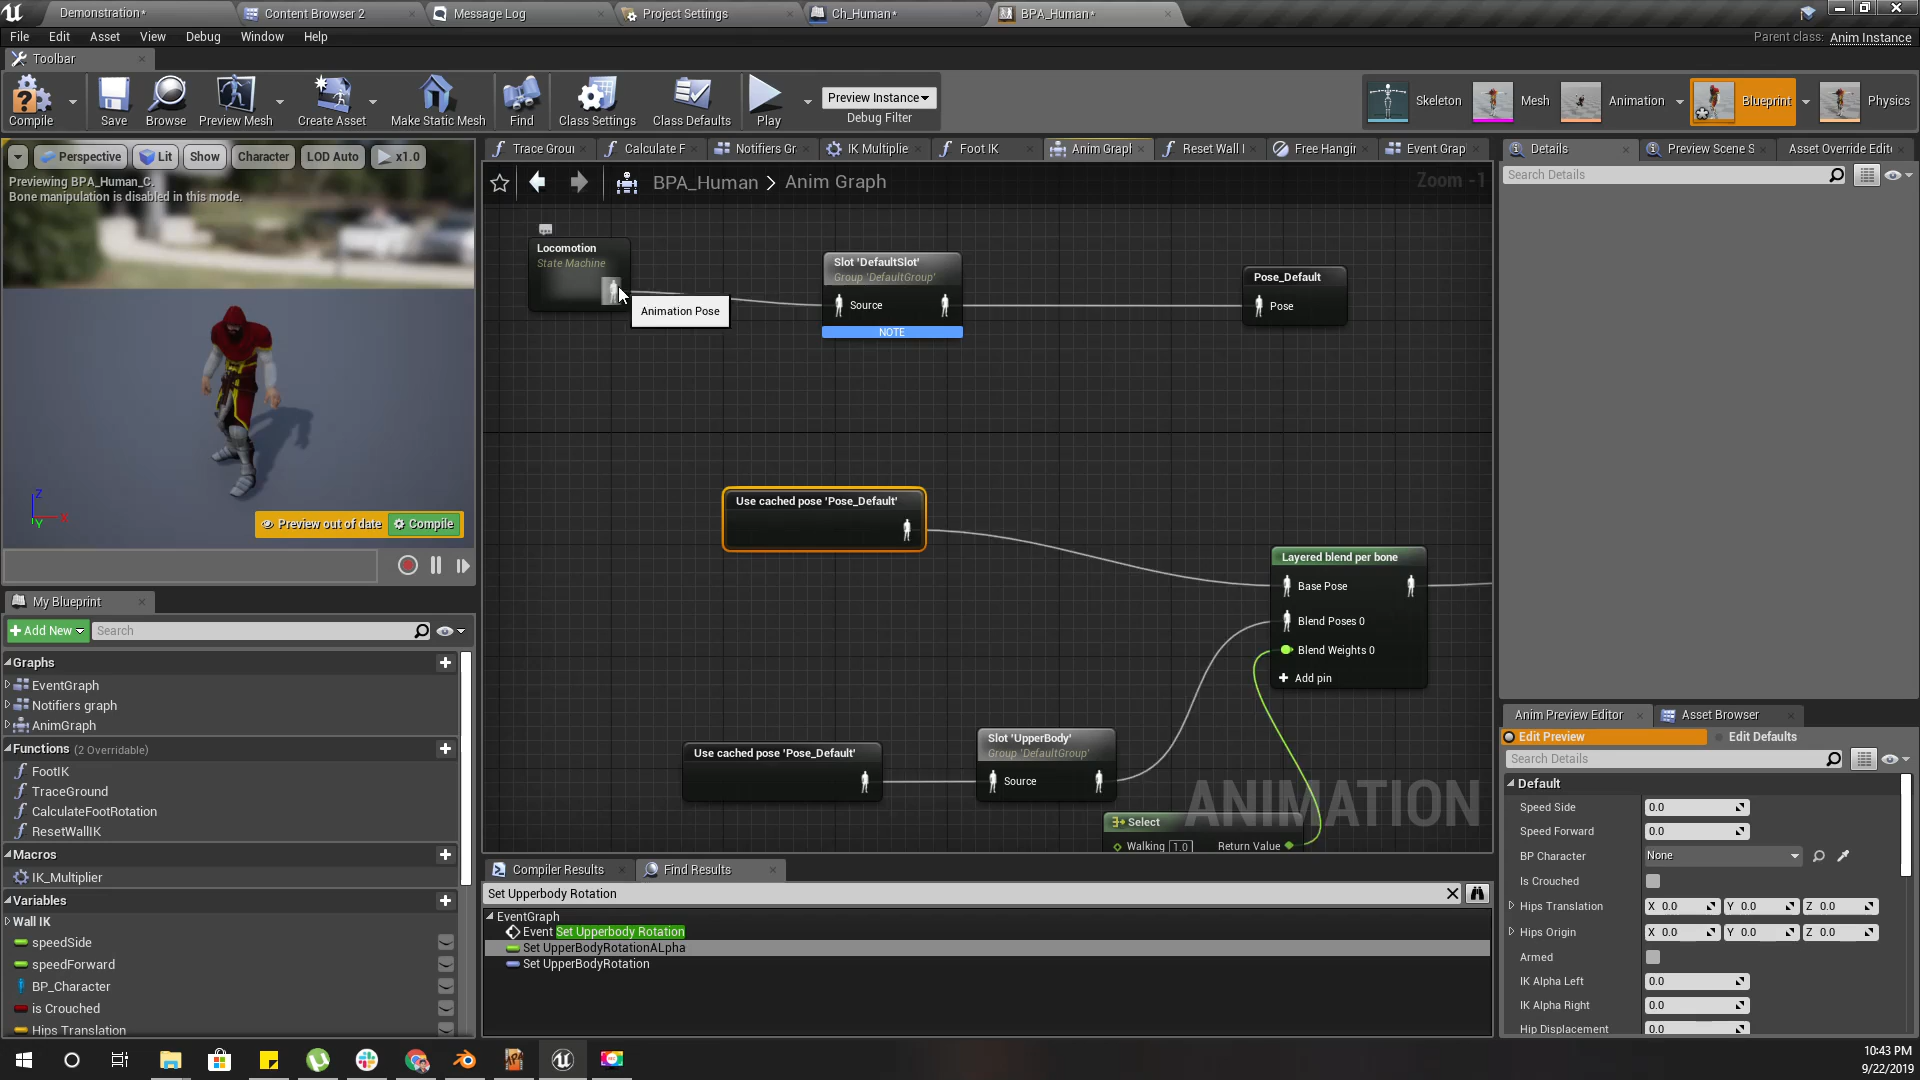 Demonstration*
Content Browser 2
Message Log
Project Settings
Ch_Human*
BPA_Human*
File Edit Asset View Debug Window Help
Parent class: Anim Instance
Toolbar
Compile
Save
Browse
Preview Mesh
Create Asset
Make Static Mesh
Find
Class Settings
Class Defaults
Play
Preview Instance
Debug Filter
Skeleton
Mesh
Animation
Blueprint
Physics
Perspective
Lit
Show
Character
LOD Auto
x1.0
Previewing BPA_Human_C.
Bone manipulation is disabled in this mode.
Z
X
Y
Preview out of date
Compile
Trace Grou
Calculate F
Notifiers Gr
IK Multiplie
Foot IK
Anim Grapl
Reset Wall I
Free Hangir
Event Grap
BPA_Human > Anim Graph
Zoom -1
Locomotion
State Machine
Animation Pose
Slot 'DefaultSlot'
Group 'DefaultGroup'
Source
NOTE
Pose_Default
Pose
Use cached pose 'Pose_Default'
Layered blend per bone
Base Pose
Blend Poses 0
Blend Weights 0
Add pin
Use cached pose 'Pose_Default'
Slot 'UpperBody'
Group 'DefaultGroup'
Source
Select
Walking 1.0
Return Value
ANIMATION
My Blueprint
Add New
Search
Graphs
EventGraph
Notifiers graph
AnimGraph
Functions (2 Overridable)
FootIK
TraceGround
CalculateFootRotation
ResetWallIK
Macros
IK_Multiplier
Variables
Wall IK
speedSide
speedForward
BP_Character
is Crouched
Hips Translation
Compiler Results
Find Results
Set Upperbody Rotation
EventGraph
Event Set Upperbody Rotation
Set UpperBodyRotationALpha
Set UpperBodyRotation
Details
Preview Scene S
Asset Override Edit
Search Details
Anim Preview Editor
Asset Browser
Edit Preview
Edit Defaults
Search Details
Default
Speed Side 0.0
Speed Forward 0.0
BP Character None
Is Crouched
Hips Translation X 0.0 Y 0.0 Z 0.0
Hips Origin X 0.0 Y 0.0 Z 0.0
Armed
IK Alpha Left 0.0
IK Alpha Right 0.0
Hip Displacement 0.0
10:43 PM
9/22/2019